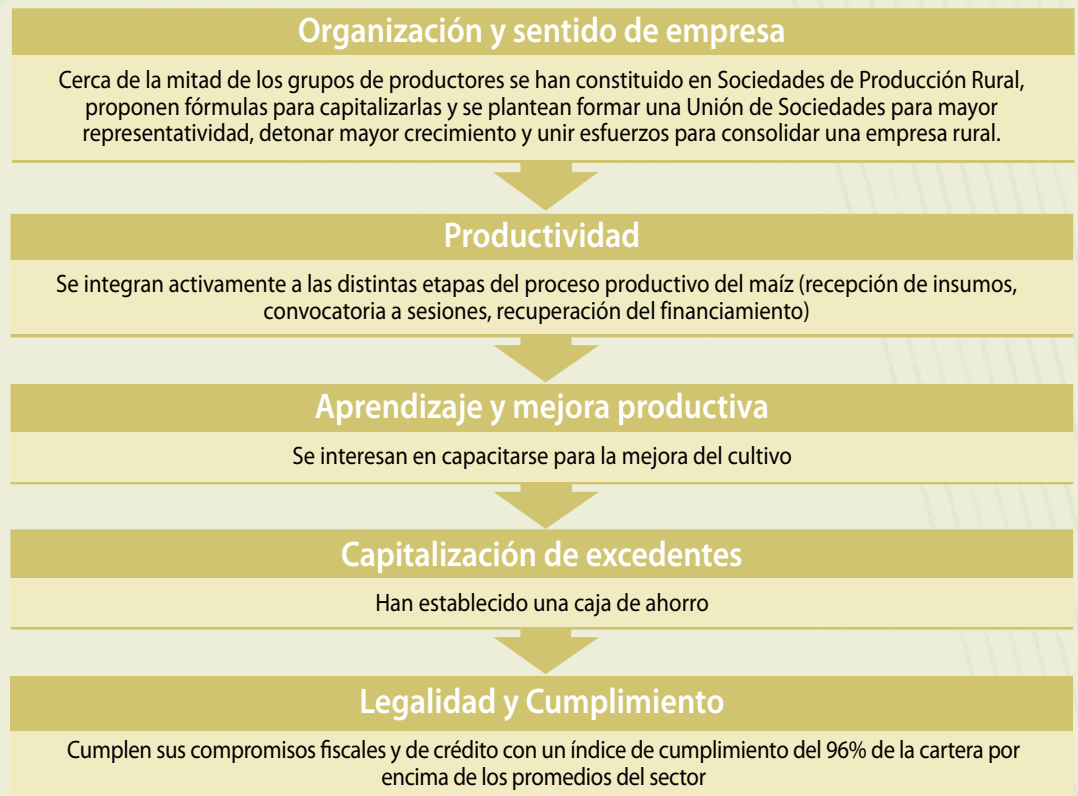 Organización y sentido de empresa
Cerca de la mitad de los grupos de productores se han constituido en Sociedades de Producción Rural,
proponen fórmulas para capitalizarlas y se plantean formar una Unión de Sociedades para mayor
representatividad, detonar mayor crecimiento y unir esfuerzos para consolidar una empresa rural.
Productividad
Se integran activamente a las distintas etapas del proceso productivo del maíz (recepción de insumos,
convocatoria a sesiones, recuperación del financiamiento)
Aprendizaje y mejora productiva
Se interesan en capacitarse para la mejora del cultivo
Capitalización de excedentes
Han establecido una caja de ahorro
Legalidad y Cumplimiento
Cumplen sus compromisos fiscales y de crédito con un índice de cumplimiento del 96% de la cartera por
encima de los promedios del sector